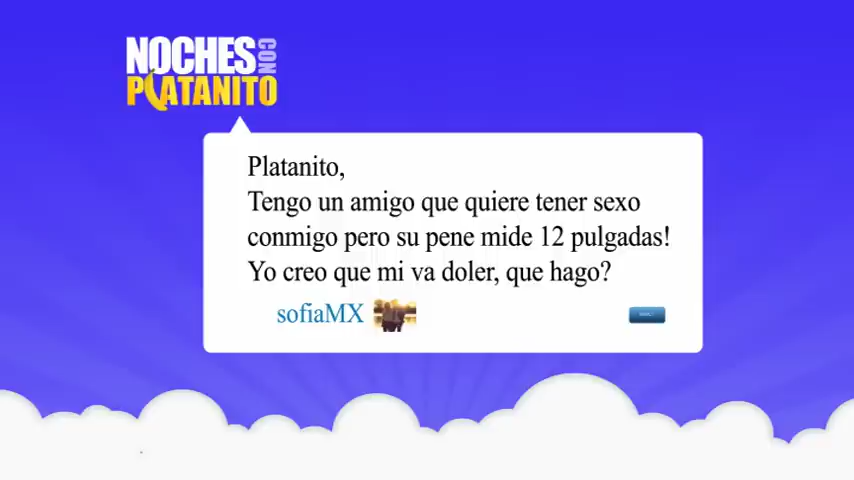 NOCHES CON
PLATANITO
Platanito,
Tengo un amigo que quiere tener sexo
conmigo pero su pene mide 12 pulgadas!
Yo creo que mi va doler, que hago?
sofiaMX